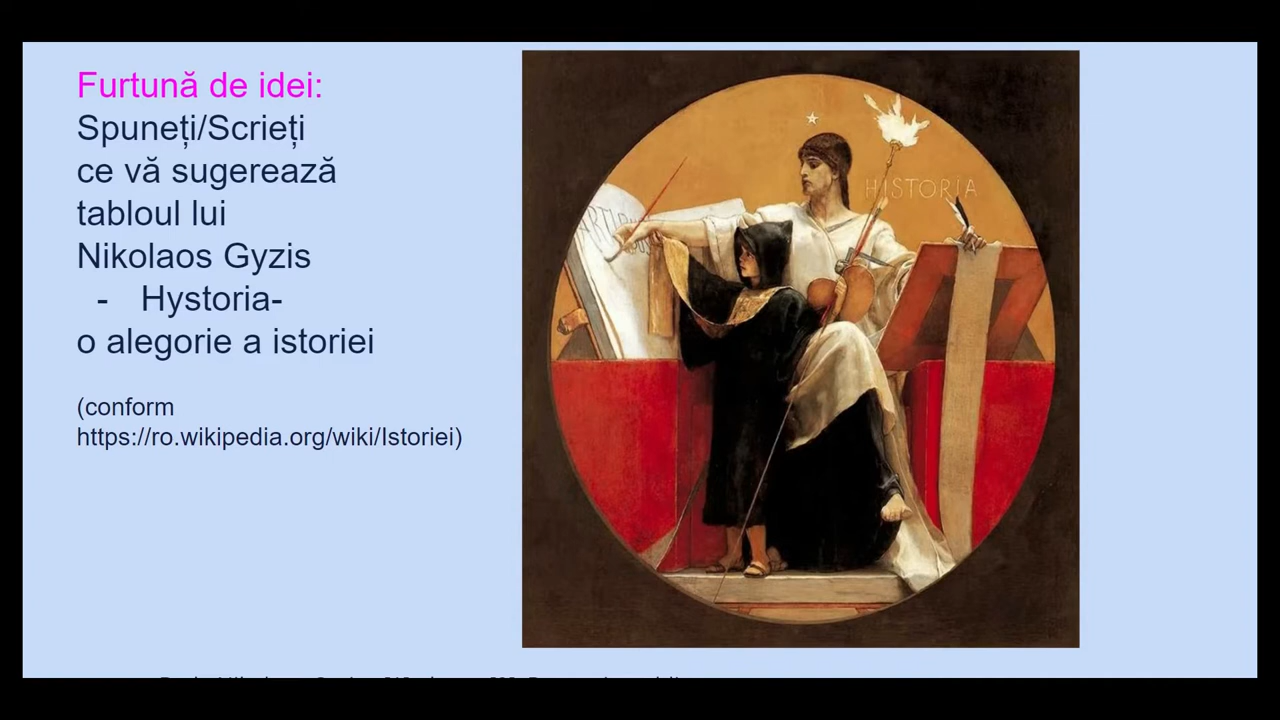 Furtună de idei:
Spuneți/Scrieți
ce vă sugerează
tabloul lui
Nikolaos Gyzis
- Hystoria-
o alegorie a istoriei
(conform
https://ro.wikipedia.org/wiki/Istoriei)
HISTORIA